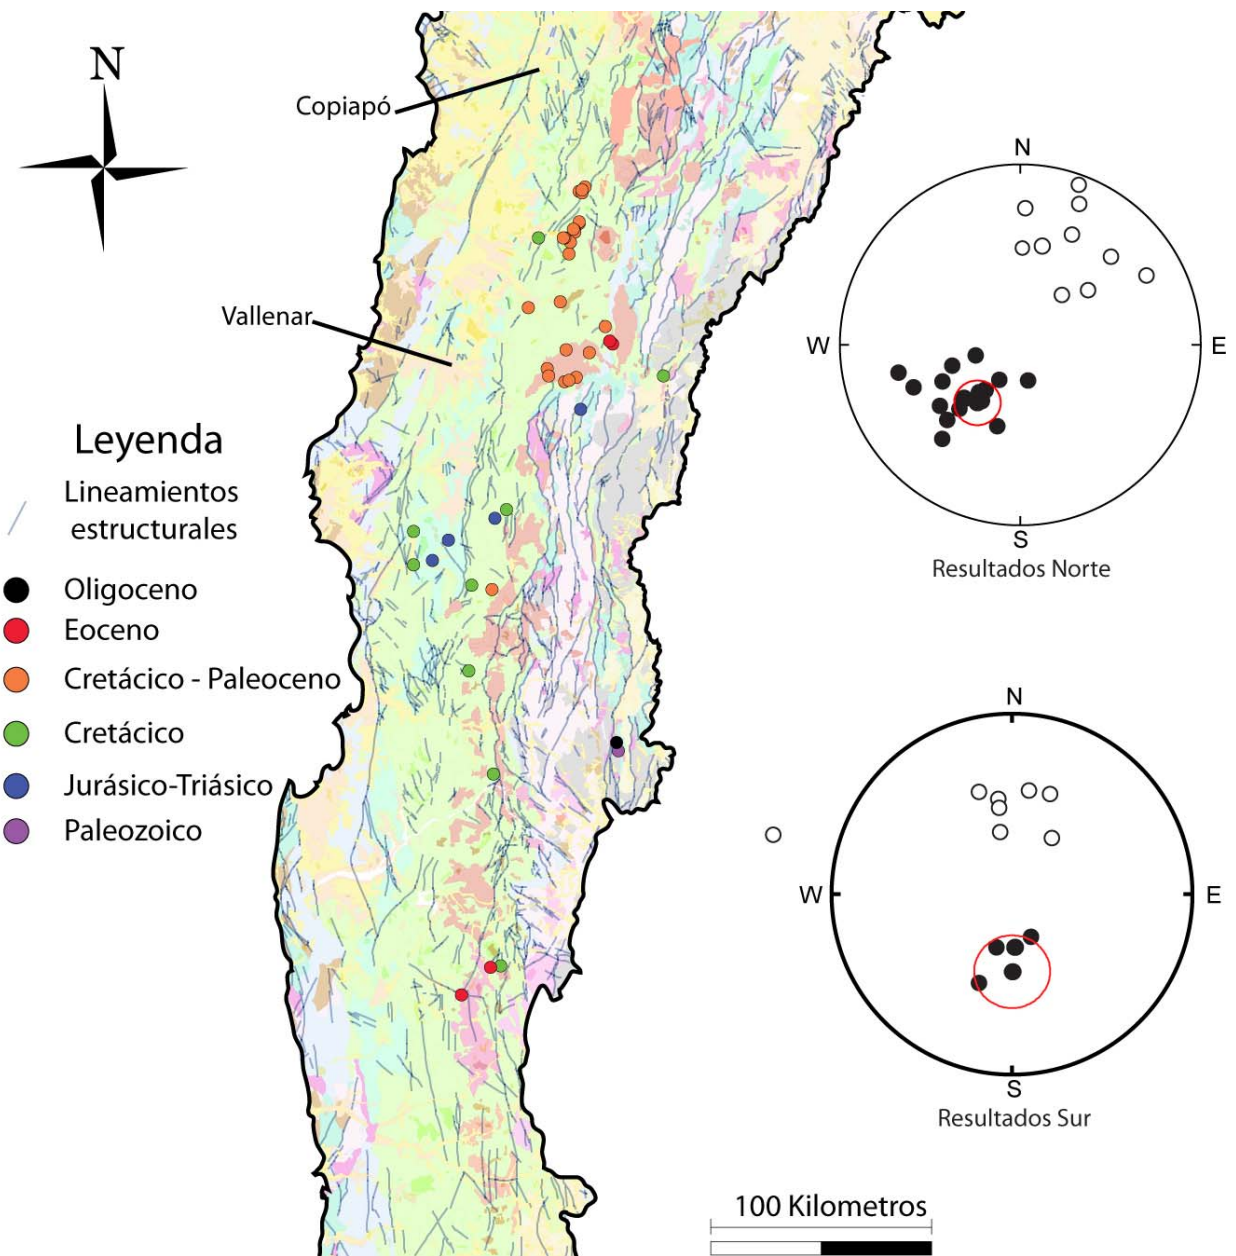 N
Copiapó
Vallenar
Leyenda
Lineamientos
estructurales
Oligoceno
Eoceno
Cretácico - Paleoceno
Cretácico
Jurásico-Triásico
Paleozoico
N
W
E
S
Resultados Norte
N
W
E
S
Resultados Sur
100 Kilometros